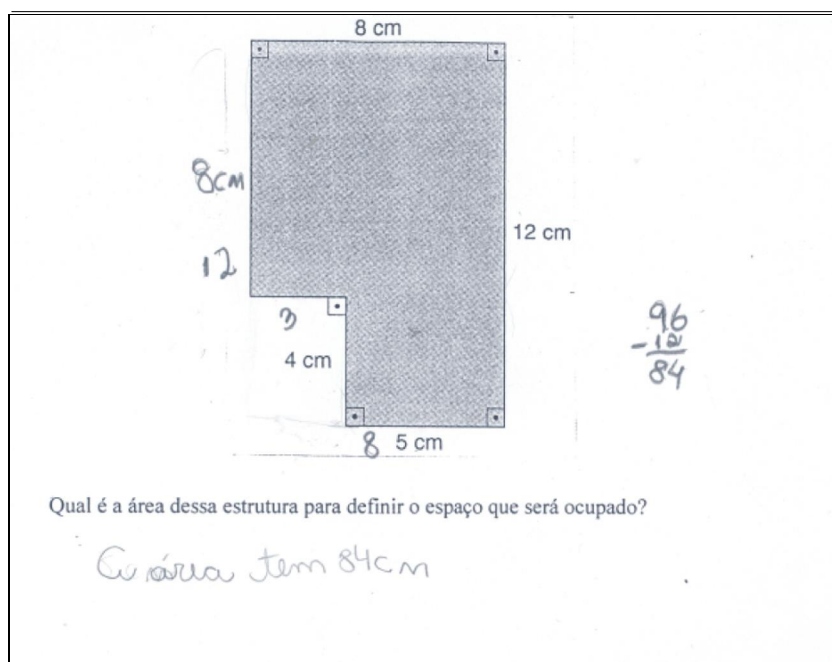 8 cm
8cm
12 cm
12
3
96
-12
84
4 cm
8 5 cm
Qual é a área dessa estrutura para definir o espaço que será ocupado?
A área tem 84cm